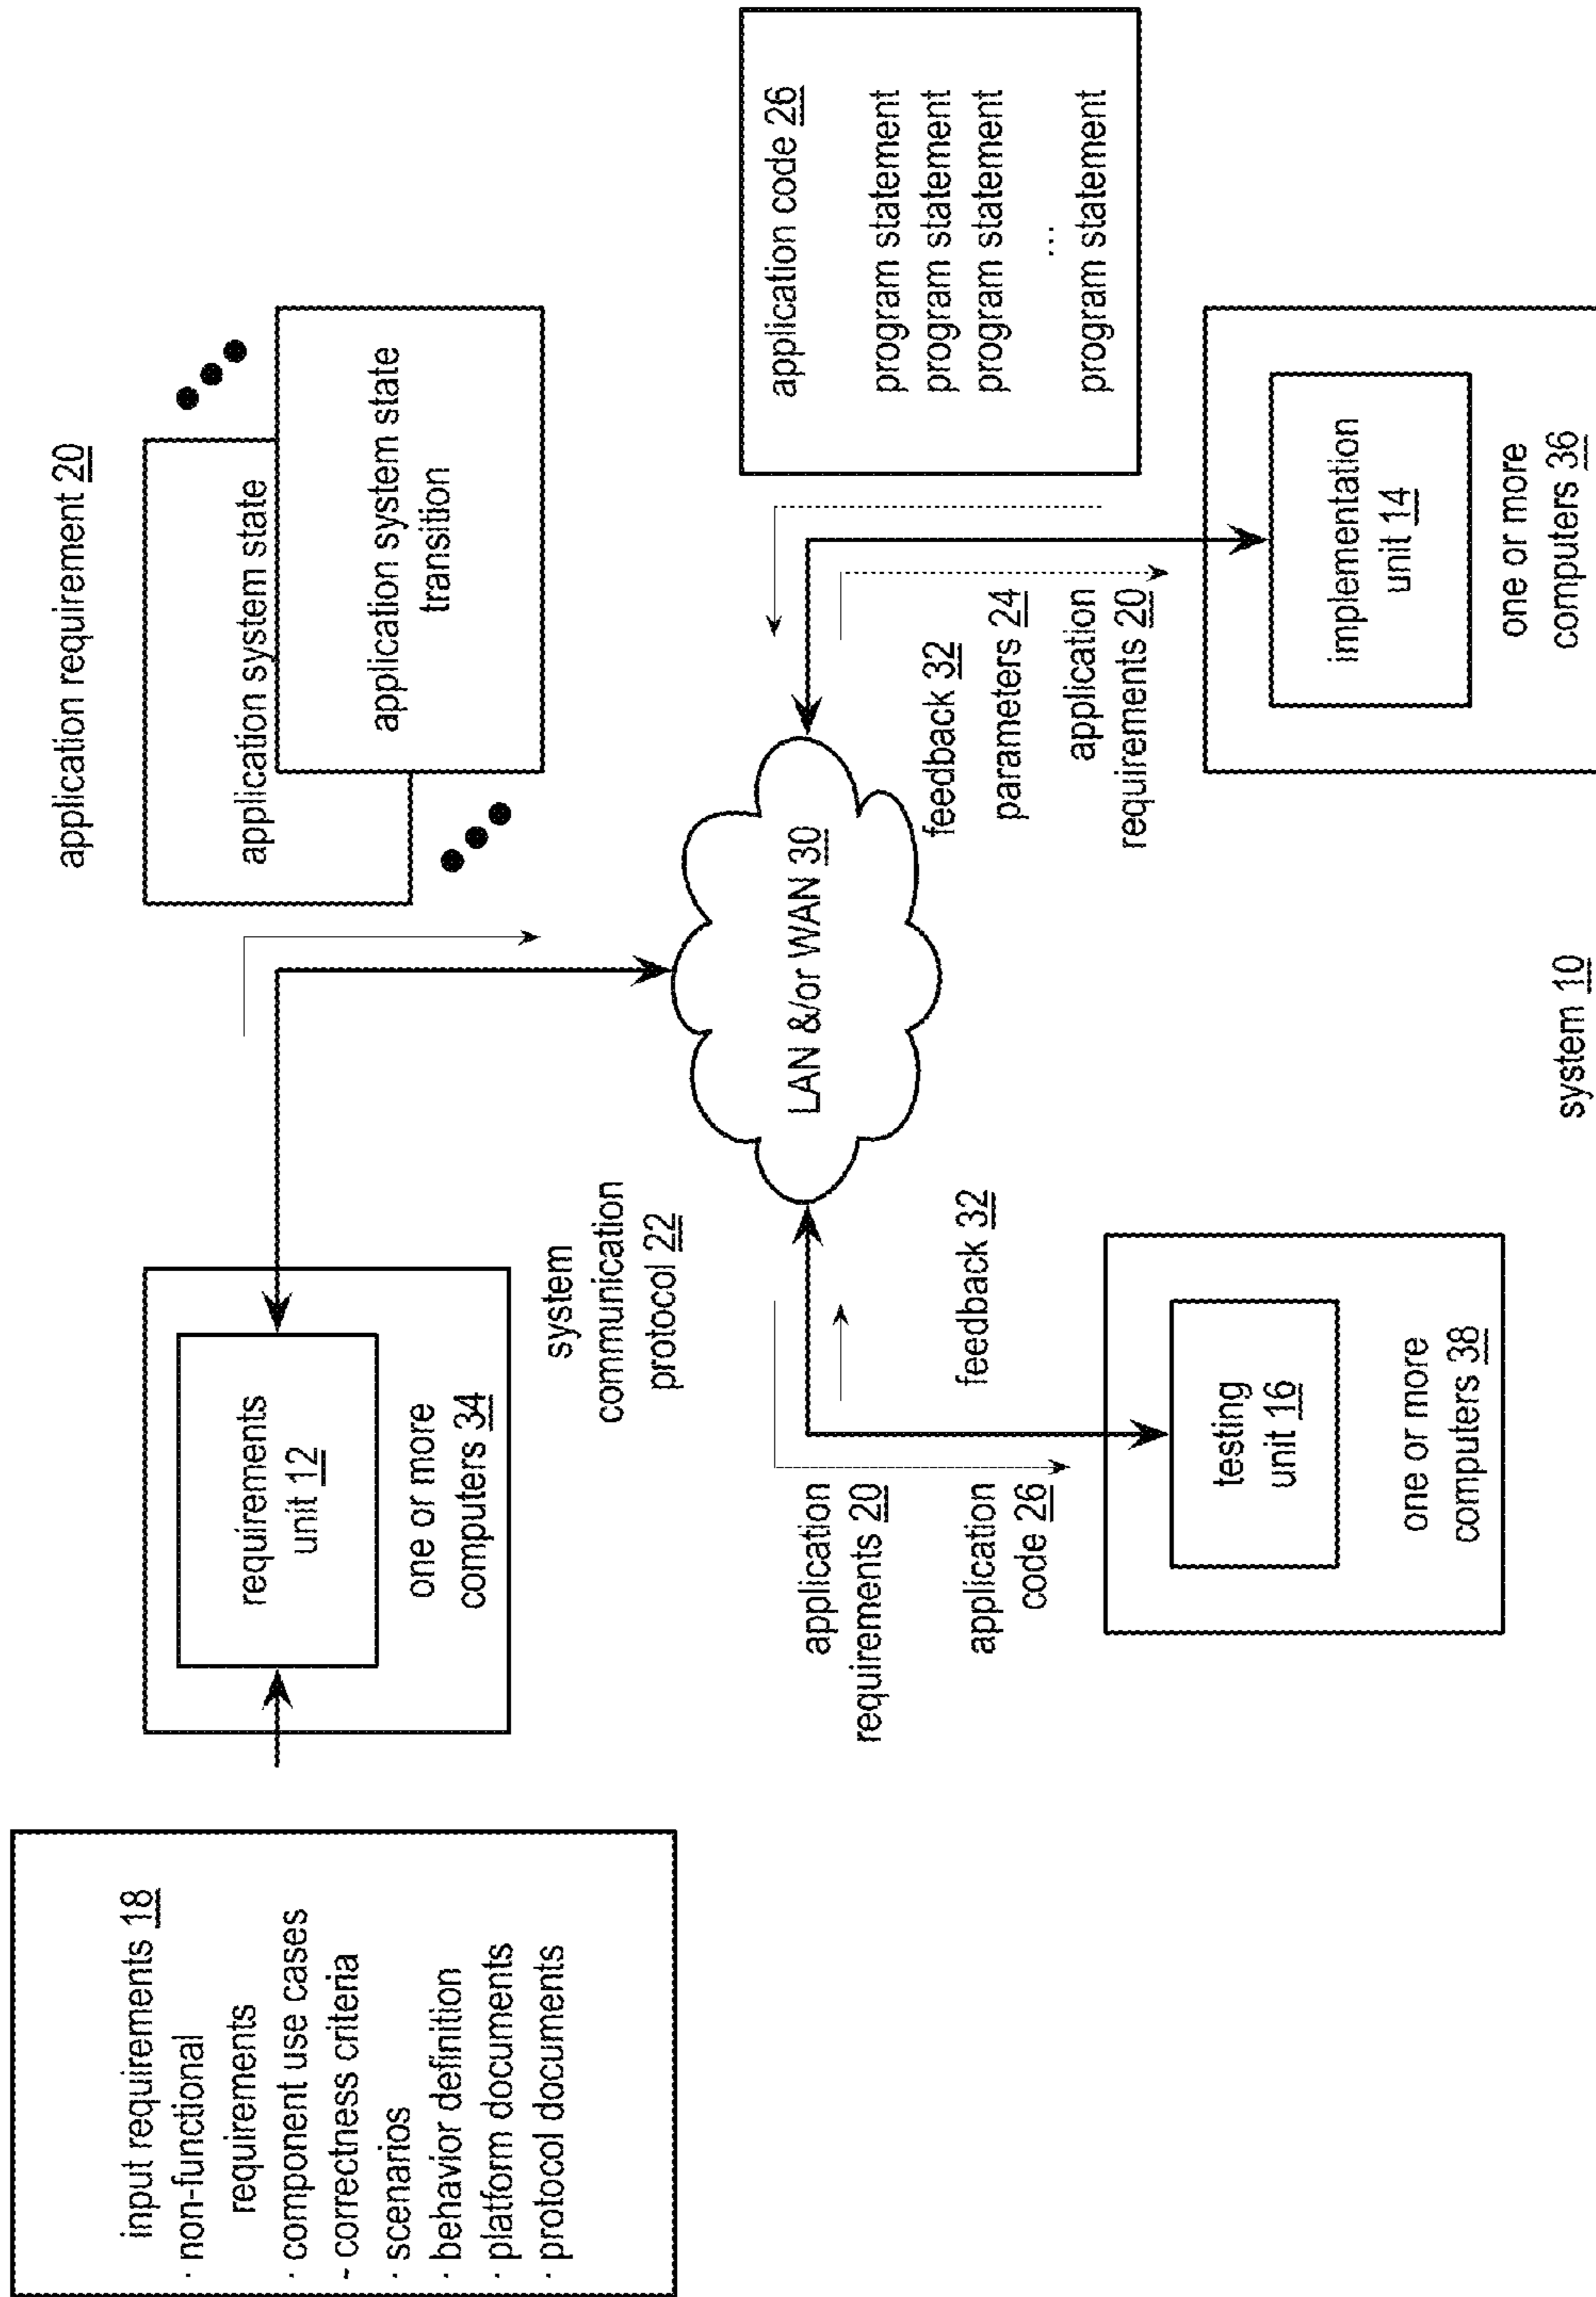 input requirements 18
· non-functional
requirements
· component use cases
- correctness criteria
· scenarios
· behavior definition
· platform documents
· protocol documents
requirements
unit 12
one or more
computers 34
system
communication
protocol 22
application requirement 20
application system state
application system state
transition
LAN &/or WAN 30
application
requirements 20
application
code 26
feedback 32
testing
unit 16
one or more
computers 38
feedback 32
parameters 24
application
requirements 20
application code 26
program statement
program statement
program statement
...
program statement
implementation
unit 14
one or more
computers 36
system 10